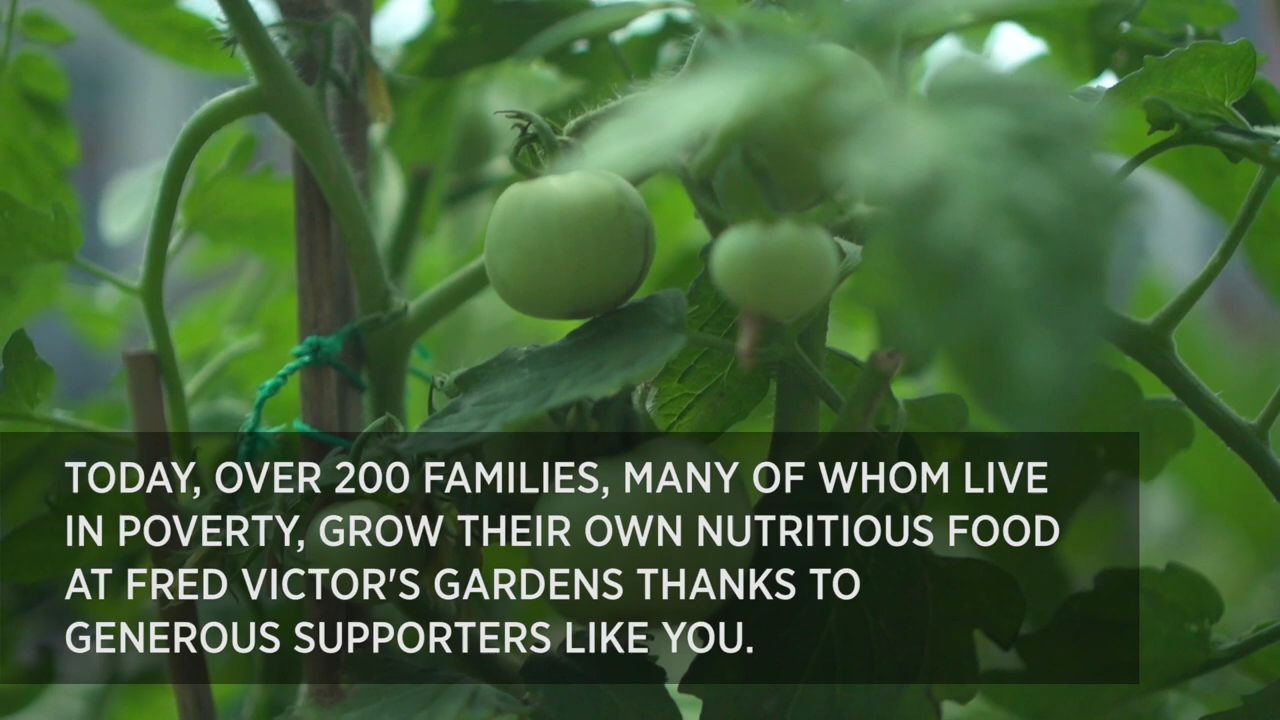 TODAY, OVER 200 FAMILIES, MANY OF WHOM LIVE
IN POVERTY, GROW THEIR OWN NUTRITIOUS FOOD
AT FRED VICTOR'S GARDENS THANKS TO
GENEROUS SUPPORTERS LIKE YOU.